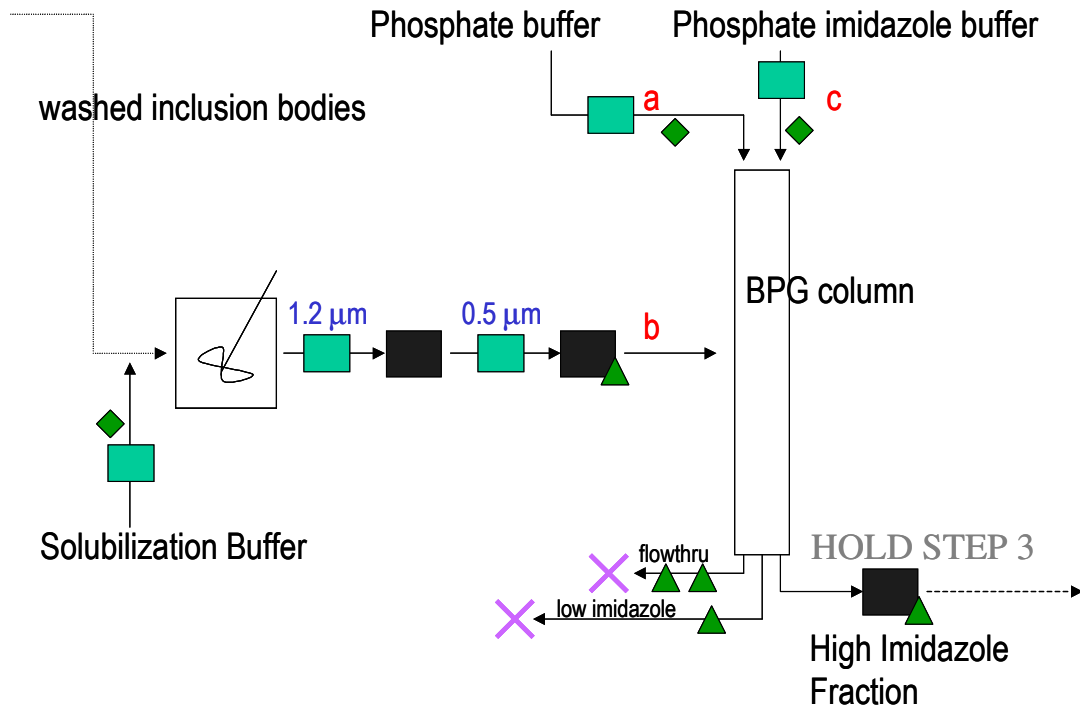 Phosphate buffer
Phosphate imidazole buffer
a
c
washed inclusion bodies
BPG column
1.2 μm
0.5 μm
b
Solubilization Buffer
flowthru
HOLD STEP 3
low imidazole
High Imidazole
Fraction